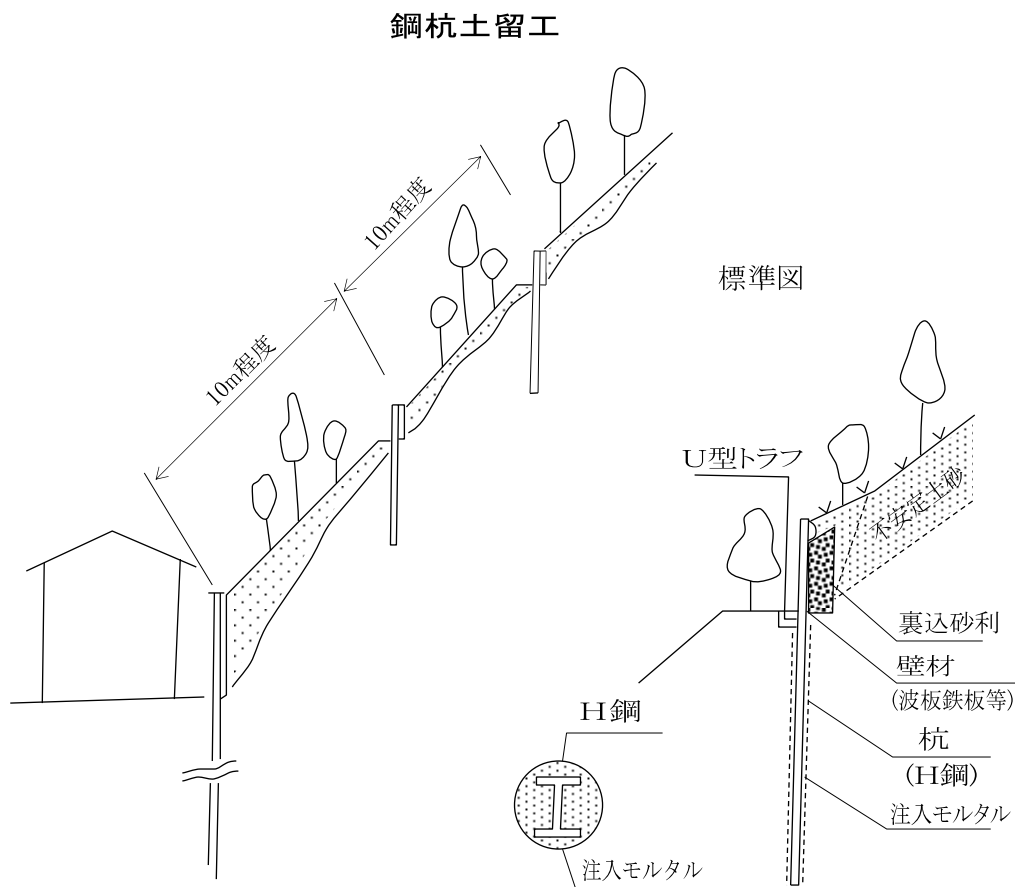 鋼杭土留工
10m程度
10m程度
標準図
U型トラフ
不安定土砂
裏込砂利
壁材
(波板鉄板等)
杭
(H鋼)
注入モルタル
H鋼
注入モルタル